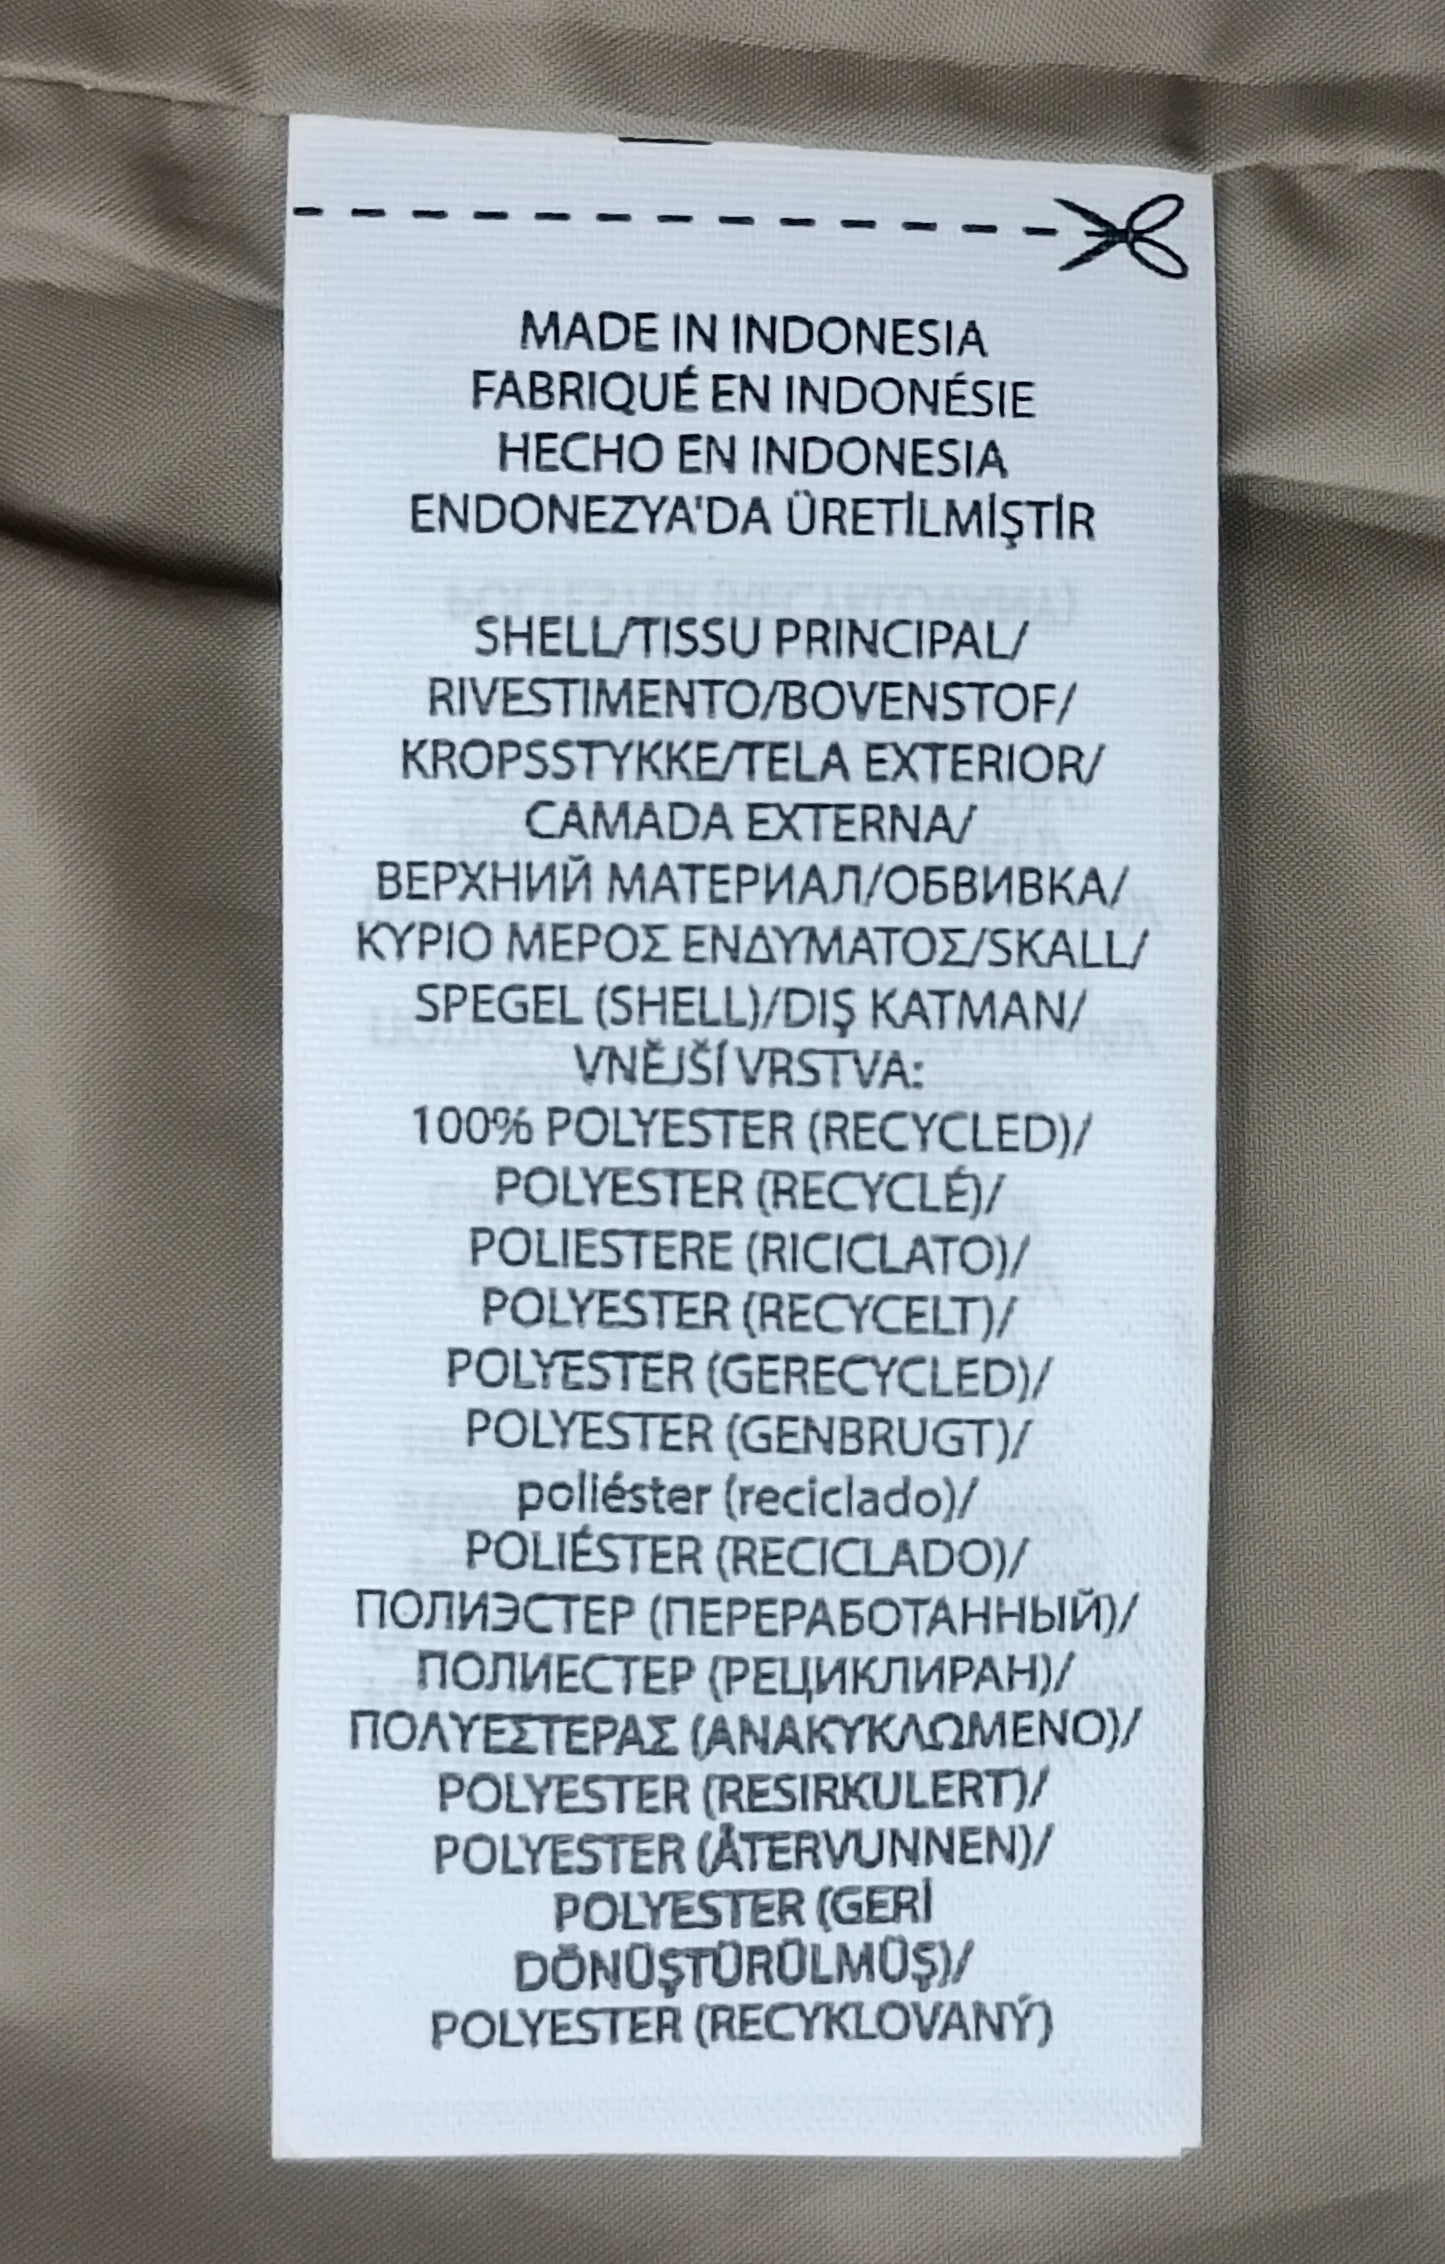 MADE IN INDONESIA
FABRIQUÉ EN INDONÉSIE
HECHO EN INDONESIA
ENDONEZYA'DA ÜRETİLMİŞTİR
SHELL/TISSU PRINCIPAL/
RIVESTIMENTO/BOVENSTOF/
KROPSSTYKKE/TELA EXTERIOR/
CAMADA EXTERNA/
ВЕРХНИЙ МАТЕРИАЛ/ОБВИВКА/
ΚΥΡΙΟ ΜΕΡΟΣ ΕΝΔΥΜΑΤΟΣ/SKALL/
SPEGEL (SHELL)/DIŞ KATMAN/
VNĚJŠÍ VRSTVA:
100% POLYESTER (RECYCLED)/
POLYESTER (RECYCLÉ)/
POLIESTERE (RICICLATO)/
POLYESTER (RECYCELT)/
POLYESTER (GERECYCLED)/
POLYESTER (GENBRUGT)/
poliéster (reciclado)/
POLIÉSTER (RECICLADO)/
ПОЛИЭСТЕР (ПЕРЕРАБОТАННЫЙ)/
ПОЛИЕСТЕР (РЕЦИКЛИРАН)/
ΠΟΛΥΕΣΤΕΡΑΣ (ΑΝΑΚΥΚΛΩΜΕΝΟ)/
POLYESTER (RESIRKULERT)/
POLYESTER (ÅTERVUNNEN)/
POLYESTER (GERİ
DÖNÜŞTÜRÜLMÜŞ)/
POLYESTER (RECYKLOVANÝ)